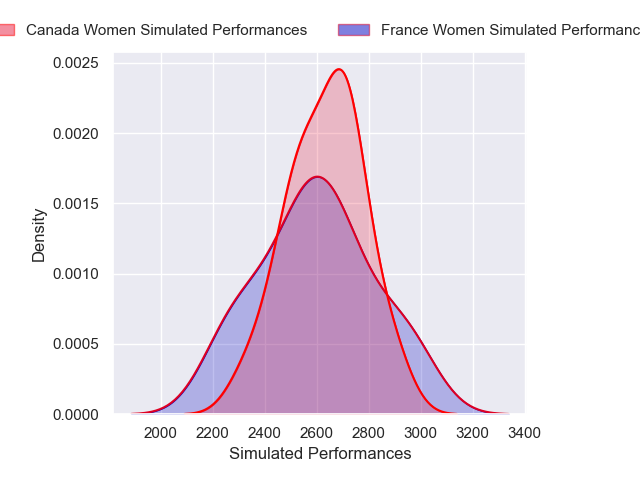 Canada Women Simulated Performances France Women Simulated Performanc
0.0025
0.0020
0.0015
0.0010
0.0005
0.0000
Density
2000 2200 2400 2600 2800 3000 3200 3400
Simulated Performances